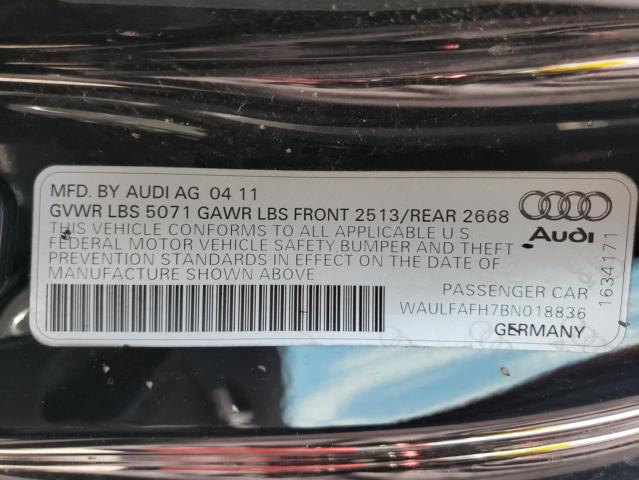 MFD. BY AUDI AG 04 11
GVWR LBS 5071 GAWR LBS FRONT 2513/REAR 2668
THIS VEHICLE CONFORMS TO ALL APPLICABLE U S
FEDERAL MOTOR VEHICLE SAFETY, BUMPER AND THEFT
PREVENTION STANDARDS IN EFFECT ON THE DATE OF
MANUFACTURE SHOWN ABOVE
Audi
PASSENGER CAR
WAULFAFH7BN018836
GERMANY
1634171